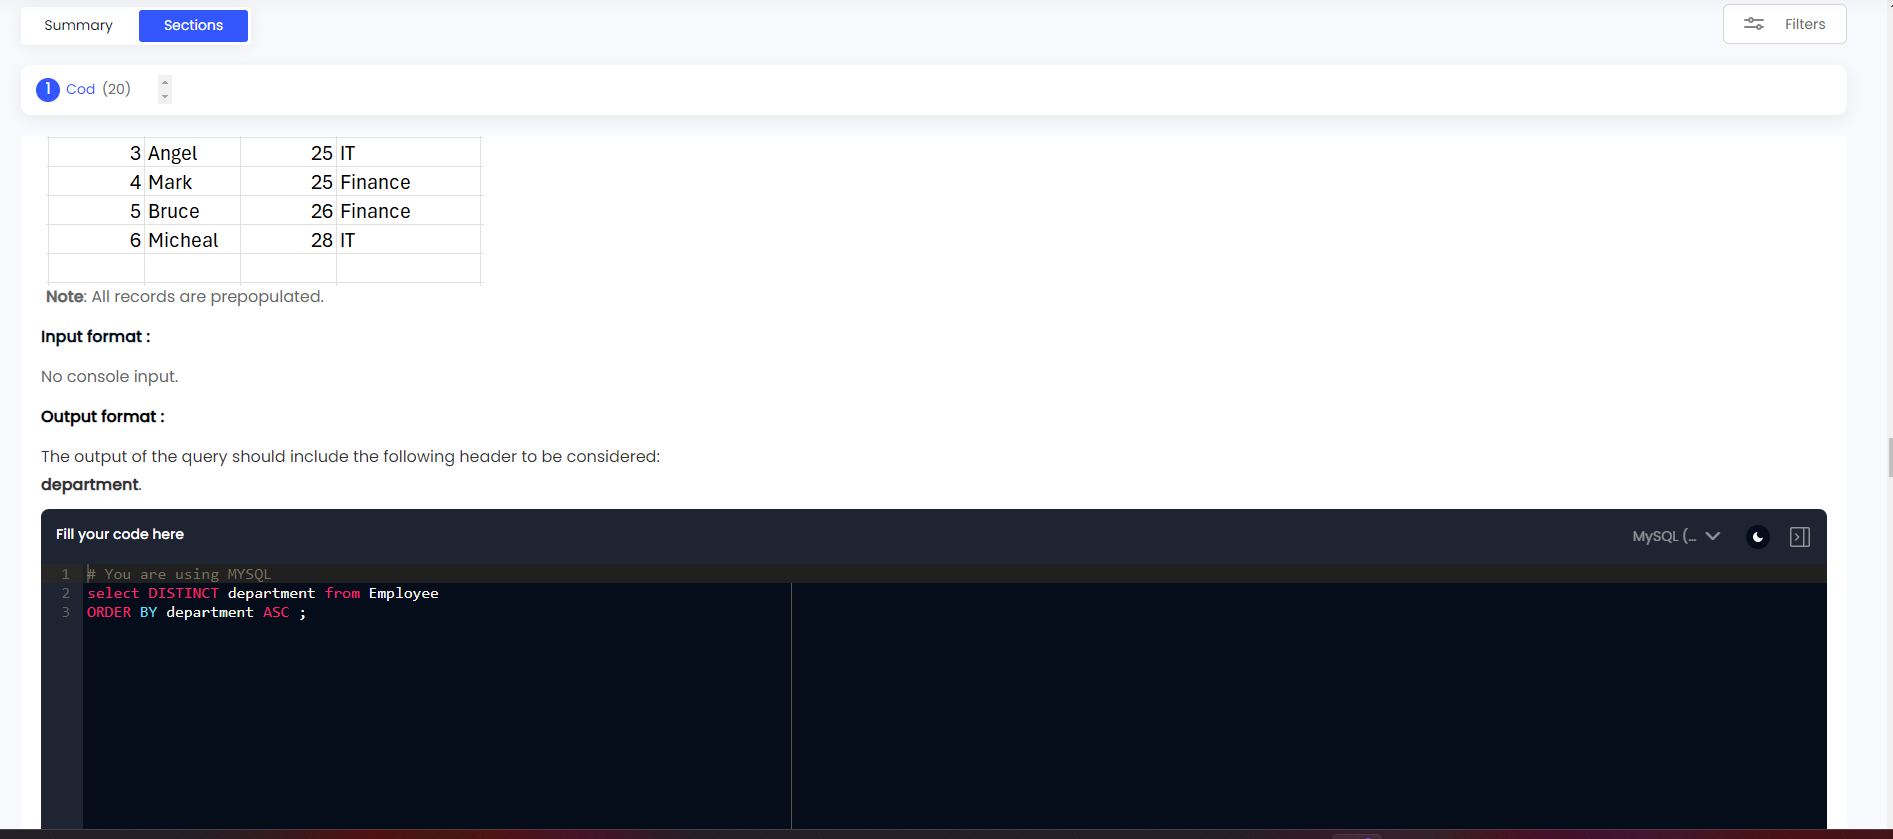 Summary Sections Filters
1 Cod (20)
3 Angel 25 IT
4 Mark 25 Finance
5 Bruce 26 Finance
6 Micheal 28 IT
Note: All records are prepopulated.
Input format :
No console input.
Output format :
The output of the query should include the following header to be considered:
department.
Fill your code here MySQL (...
1 # You are using MYSQL
2 select DISTINCT department from Employee
3 ORDER BY department ASC ;